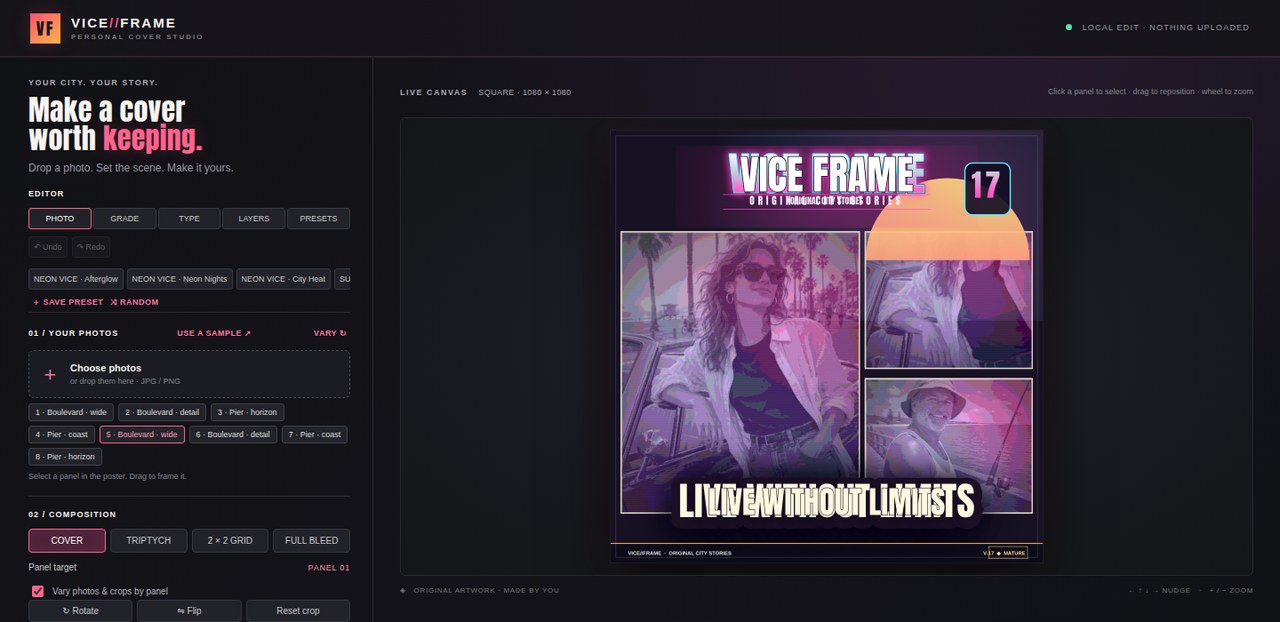 VF
VICE//FRAME
PERSONAL COVER STUDIO
LOCAL EDIT · NOTHING UPLOADED
YOUR CITY. YOUR STORY.
Make a cover
worth keeping.
Drop a photo. Set the scene. Make it yours.
EDITOR
PHOTO GRADE TYPE LAYERS PRESETS
↶ Undo ↷ Redo
NEON VICE · Afterglow NEON VICE · Neon Nights NEON VICE · City Heat SU
+ SAVE PRESET ⤨ RANDOM
01 / YOUR PHOTOS USE A SAMPLE ↗ VARY ↻
+ Choose photos
or drop them here · JPG / PNG
1 · Boulevard · wide 2 · Boulevard · detail 3 · Pier · horizon
4 · Pier · coast 5 · Boulevard · wide 6 · Boulevard · detail 7 · Pier · coast
8 · Pier · horizon
Select a panel in the poster. Drag to frame it.
02 / COMPOSITION
COVER TRIPTYCH 2 × 2 GRID FULL BLEED
Panel target PANEL 01
Vary photos & crops by panel
↻ Rotate ⇋ Flip Reset crop
LIVE CANVAS SQUARE · 1080 × 1080
Click a panel to select · drag to reposition · wheel to zoom
VICE FRAME
ORIGINAL CITY STORIES
17
LIVE WITHOUT LIMITS
VICE/FRAME · ORIGINAL CITY STORIES
17 ◆ MATURE
◈ ORIGINAL ARTWORK · MADE BY YOU
← ↑ ↓ → NUDGE · + / − ZOOM